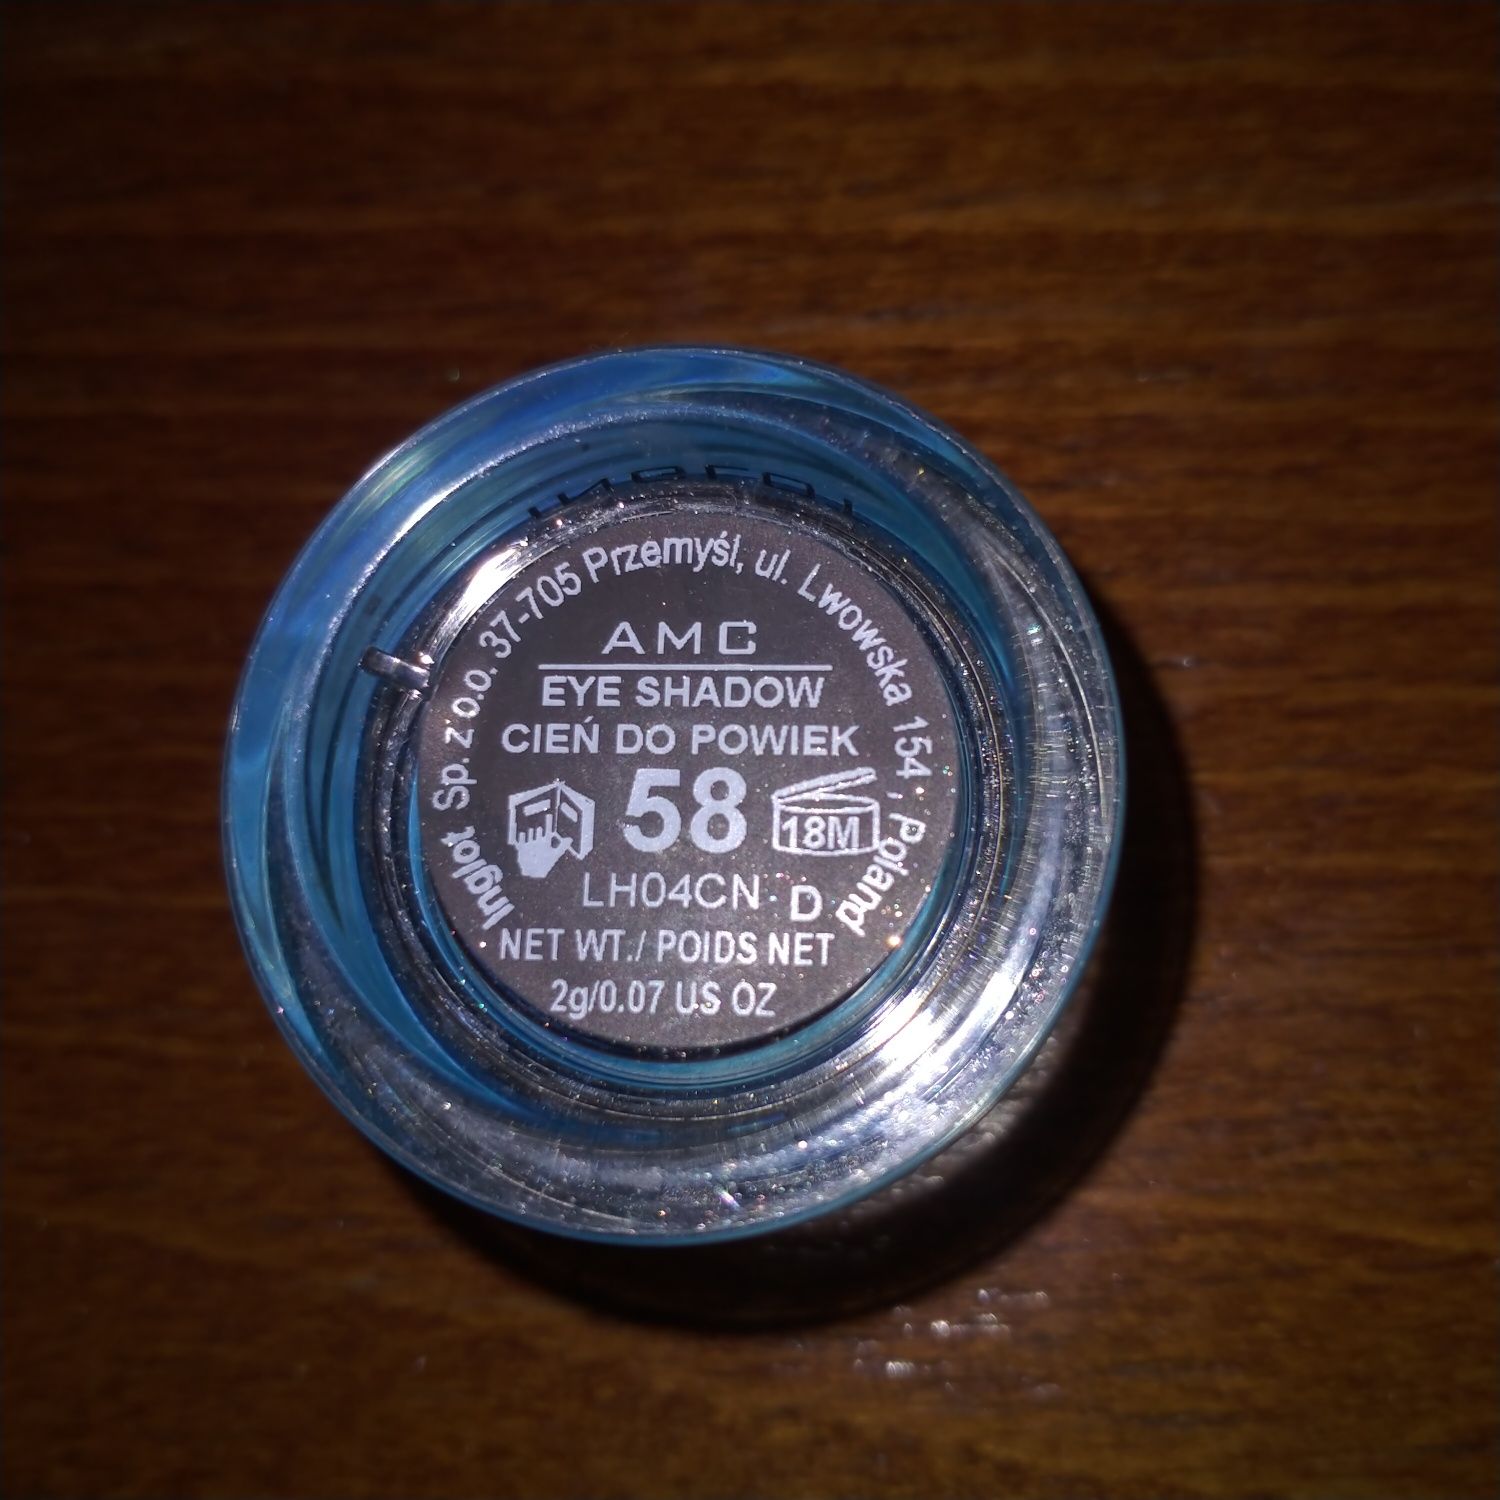 INGLOT
Inglot Sp. z o.o. 37-705 Przemyśl, ul. Lwowska 154, Poland
AMC
EYE SHADOW
CIEŃ DO POWIEK
58
18M
LH04CN D
NET WT./ POIDS NET
2g/0.07 US OZ